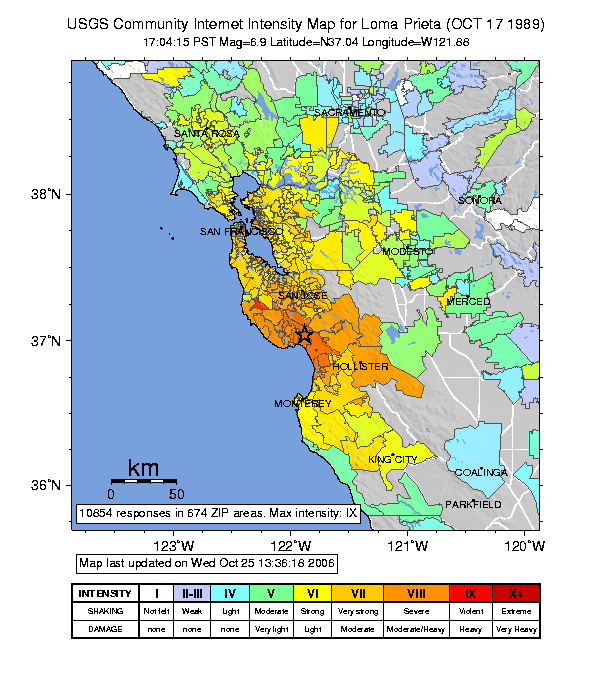 USGS Community Internet Intensity Map for Loma Prieta (OCT 17 1989)
17:04:15 PST Mag=6.9 Latitude=N37.04 Longitude=W121.88
SACRAMENTO
SANTA ROSA
38°N
SONORA
SAN FRANCISCO
MODESTO
SAN JOSE
MERCED
37°N
HOLLISTER
MONTEREY
KING CITY
COALINGA
km
36°N
0 50
PARKFIELD
10854 responses in 674 ZIP areas. Max intensity: IX
123°W 122°W 121°W 120°W
Map last updated on Wed Oct 25 13:36:18 2006
INTENSITY I II-III IV V VI VII VIII IX X+
SHAKING Not felt Weak Light Moderate Strong Very strong Severe Violent Extreme
DAMAGE none none none Very light Light Moderate Moderate/Heavy Heavy Very Heavy